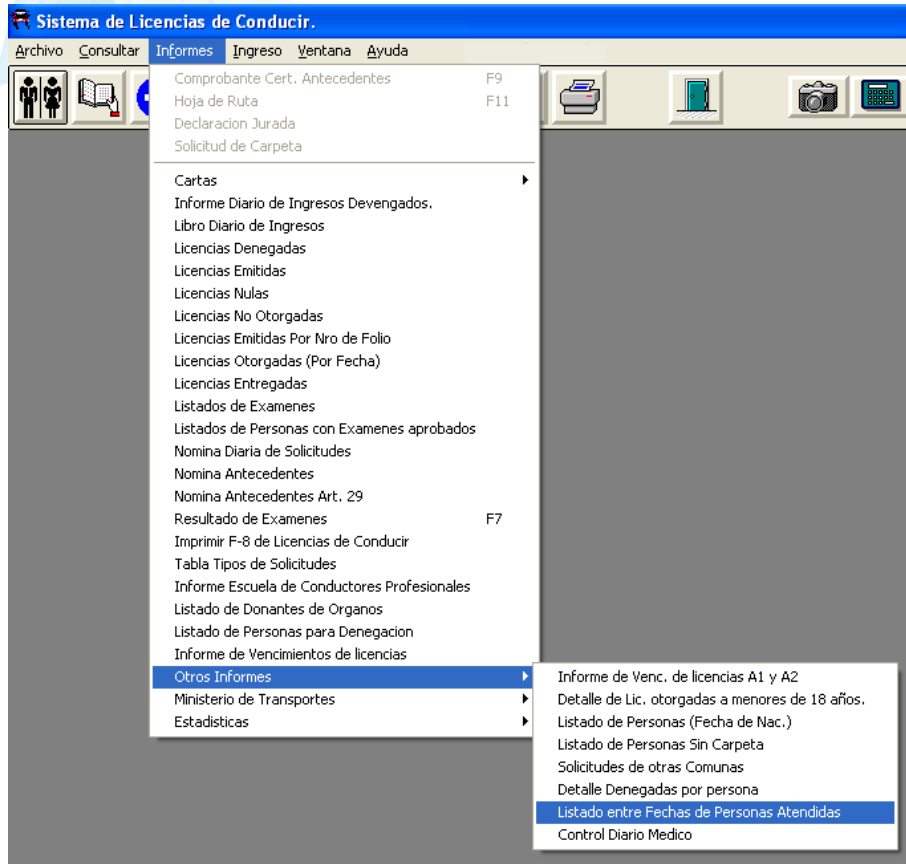 Sistema de Licencias de Conducir.
Archivo Consultar Informes Ingreso Ventana Ayuda
Comprobante Cert. Antecedentes F9
Hoja de Ruta F11
Declaracion Jurada
Solicitud de Carpeta
Cartas
Informe Diario de Ingresos Devengados.
Libro Diario de Ingresos
Licencias Denegadas
Licencias Emitidas
Licencias Nulas
Licencias No Otorgadas
Licencias Emitidas Por Nro de Folio
Licencias Otorgadas (Por Fecha)
Licencias Entregadas
Listados de Examenes
Listados de Personas con Examenes aprobados
Nomina Diaria de Solicitudes
Nomina Antecedentes
Nomina Antecedentes Art. 29
Resultado de Examenes F7
Imprimir F-8 de Licencias de Conducir
Tabla Tipos de Solicitudes
Informe Escuela de Conductores Profesionales
Listado de Donantes de Organos
Listado de Personas para Denegacion
Informe de Vencimientos de licencias
Otros Informes
Ministerio de Transportes
Estadisticas
Informe de Venc. de licencias A1 y A2
Detalle de Lic. otorgadas a menores de 18 años.
Listado de Personas (Fecha de Nac.)
Listado de Personas Sin Carpeta
Solicitudes de otras Comunas
Detalle Denegadas por persona
Listado entre Fechas de Personas Atendidas
Control Diario Medico